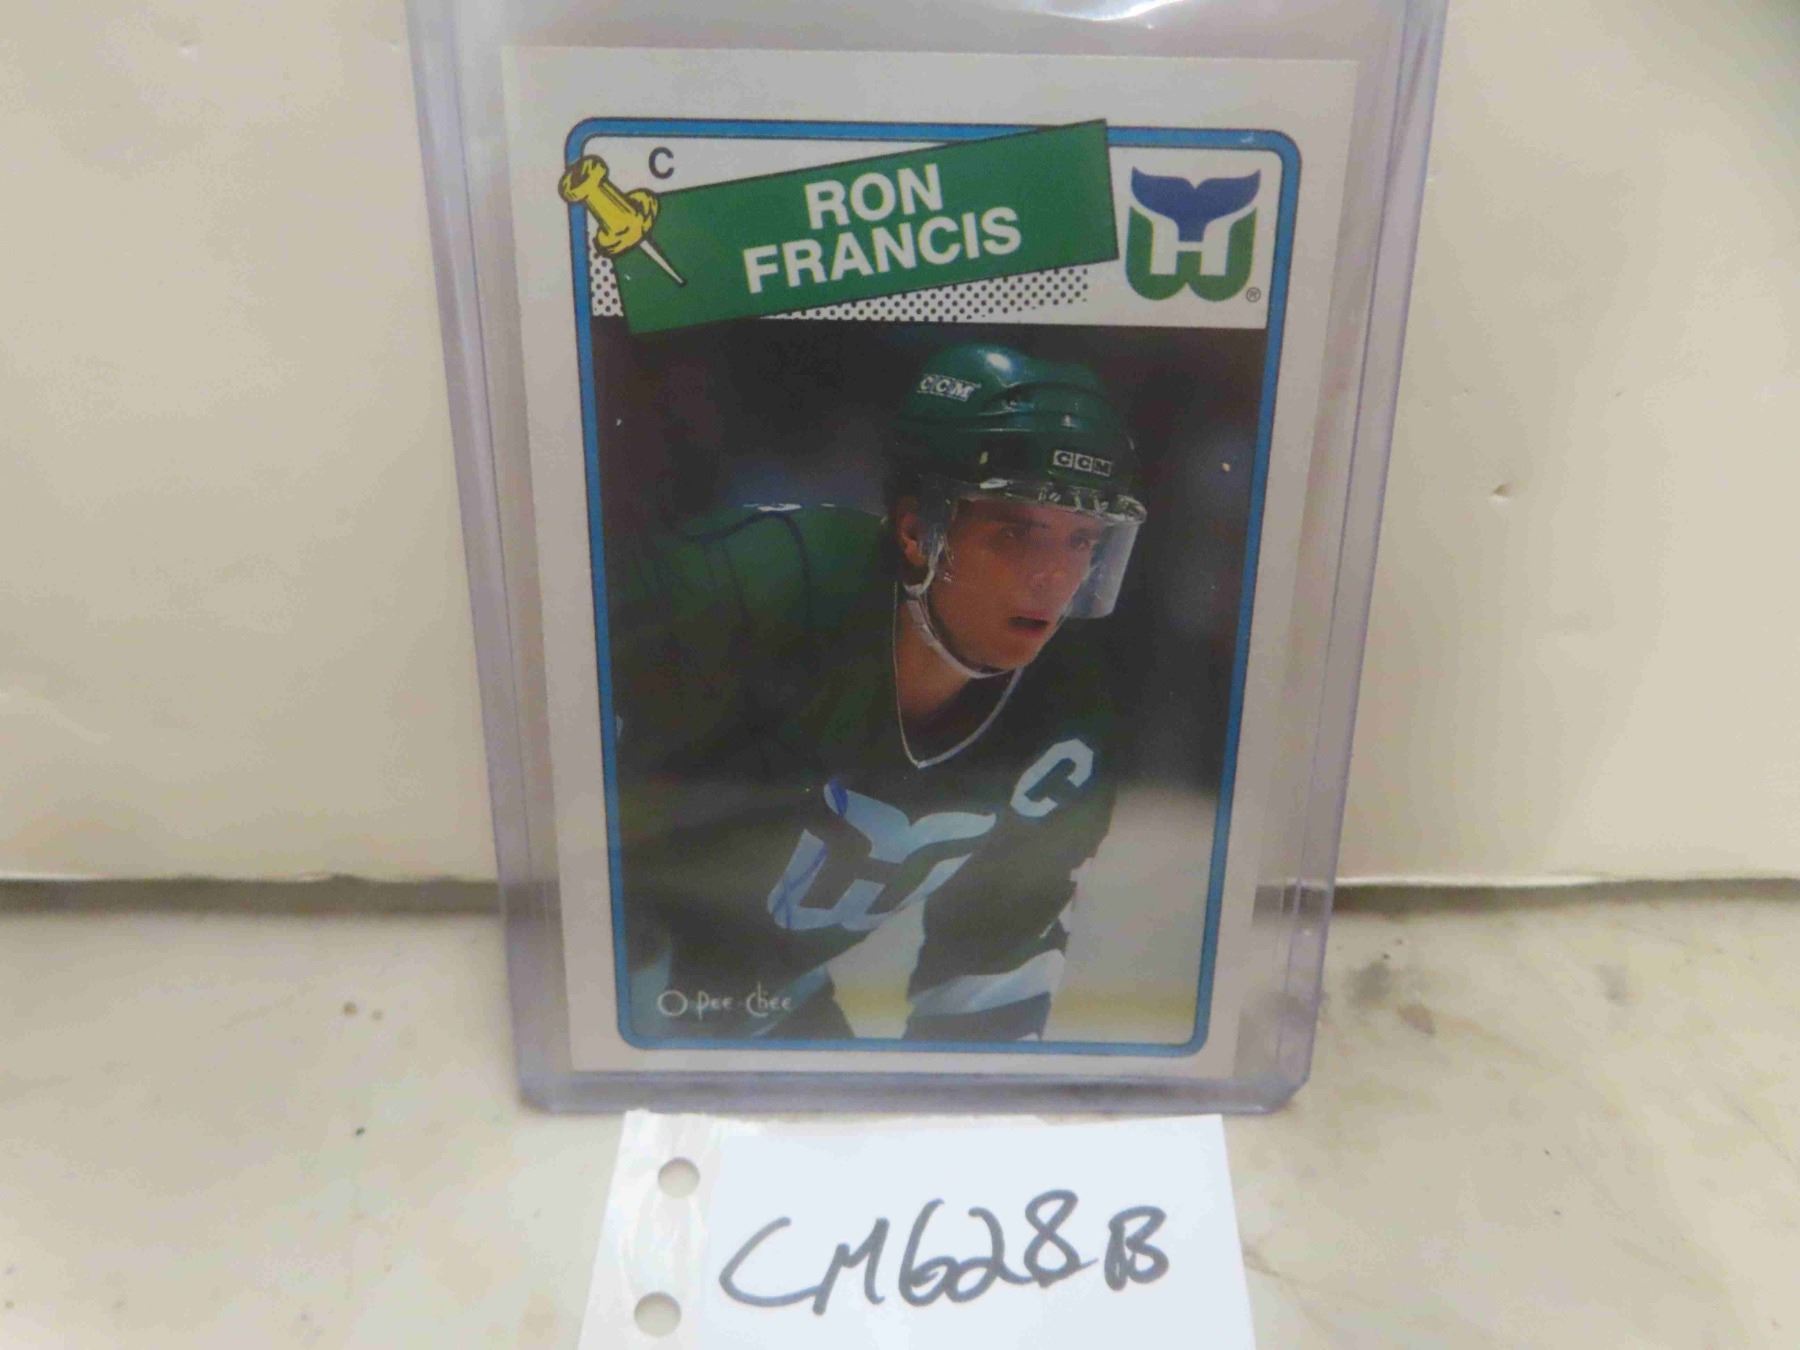 C
RON
FRANCIS
®
CCM
CCM
C
O-Pee-Chee
CM628B